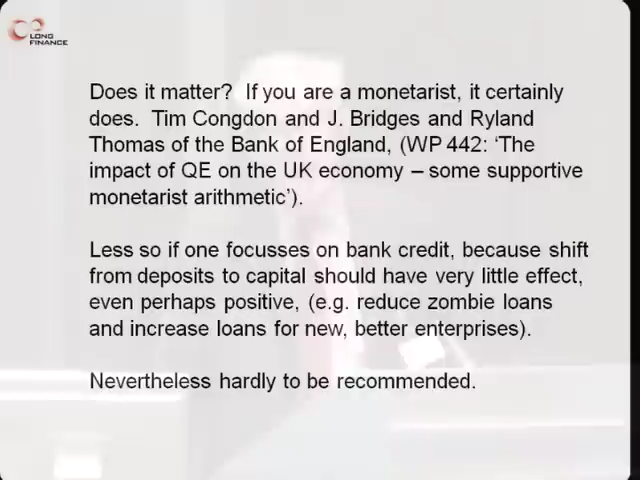 LONG
FINANCE
Does it matter? If you are a monetarist, it certainly
does. Tim Congdon and J. Bridges and Ryland
Thomas of the Bank of England, (WP 442: ‘The
impact of QE on the UK economy – some supportive
monetarist arithmetic’).
Less so if one focusses on bank credit, because shift
from deposits to capital should have very little effect,
even perhaps positive, (e.g. reduce zombie loans
and increase loans for new, better enterprises).
Nevertheless hardly to be recommended.